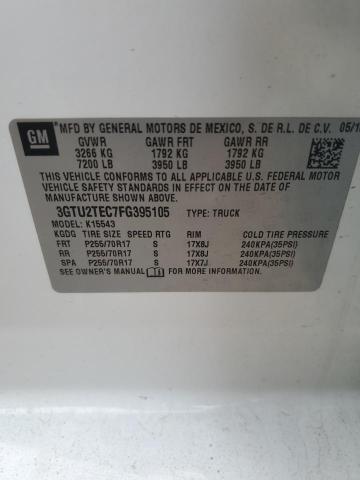 GM
MFD BY GENERAL MOTORS DE MEXICO, S. DE R.L. DE C.V. 05/1
GVWR GAWR FRT GAWR RR
3266 KG 1792 KG 1792 KG
7200 LB 3950 LB 3950 LB
THIS VEHICLE CONFORMS TO ALL APPLICABLE U.S. FEDERAL MOTOR
VEHICLE SAFETY STANDARDS IN EFFECT ON THE DATE OF
MANUFACTURE SHOWN ABOVE.
3GTU2TEC7FG395105 TYPE: TRUCK
MODEL: K15543
KGDG TIRE SIZE SPEED RTG RIM COLD TIRE PRESSURE
FRT P255/70R17 S 17X8J 240KPA(35PSI)
RR P255/70R17 S 17X8J 240KPA(35PSI)
SPA P255/70R17 S 17X7J 240KPA(35PSI)
SEE OWNER'S MANUAL FOR MORE INFORMATION.